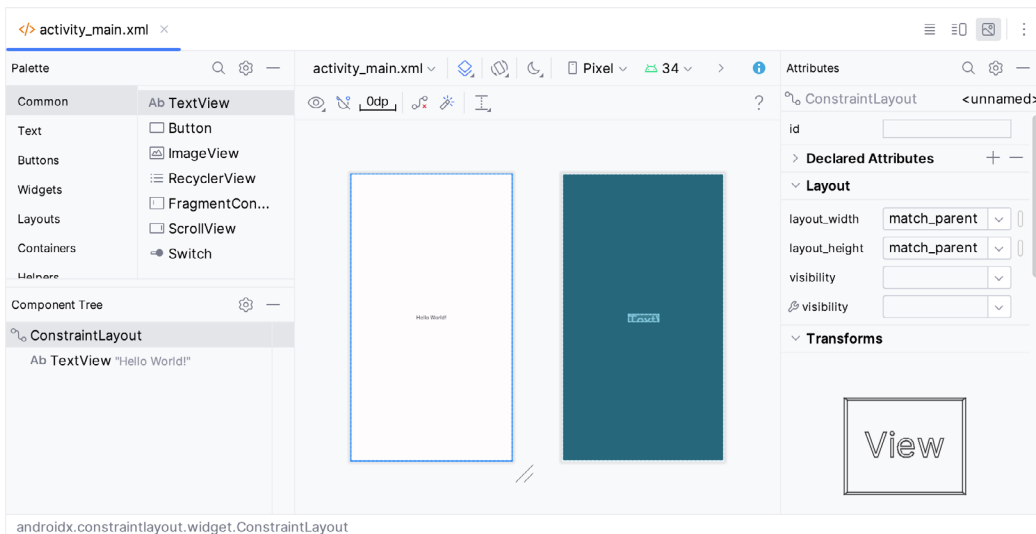 activity_main.xml
Palette
activity_main.xml
Pixel
34
Attributes
Common
Text
Buttons
Widgets
Layouts
Containers
Helpers
Ab TextView
Button
ImageView
RecyclerView
FragmentCon...
ScrollView
Switch
0dp
?
ConstraintLayout <unnamed>
id
Declared Attributes
Layout
layout_width match_parent
layout_height match_parent
visibility
visibility
Transforms
View
Component Tree
ConstraintLayout
Ab TextView "Hello World!"
Hello World!
androidx.constraintlayout.widget.ConstraintLayout